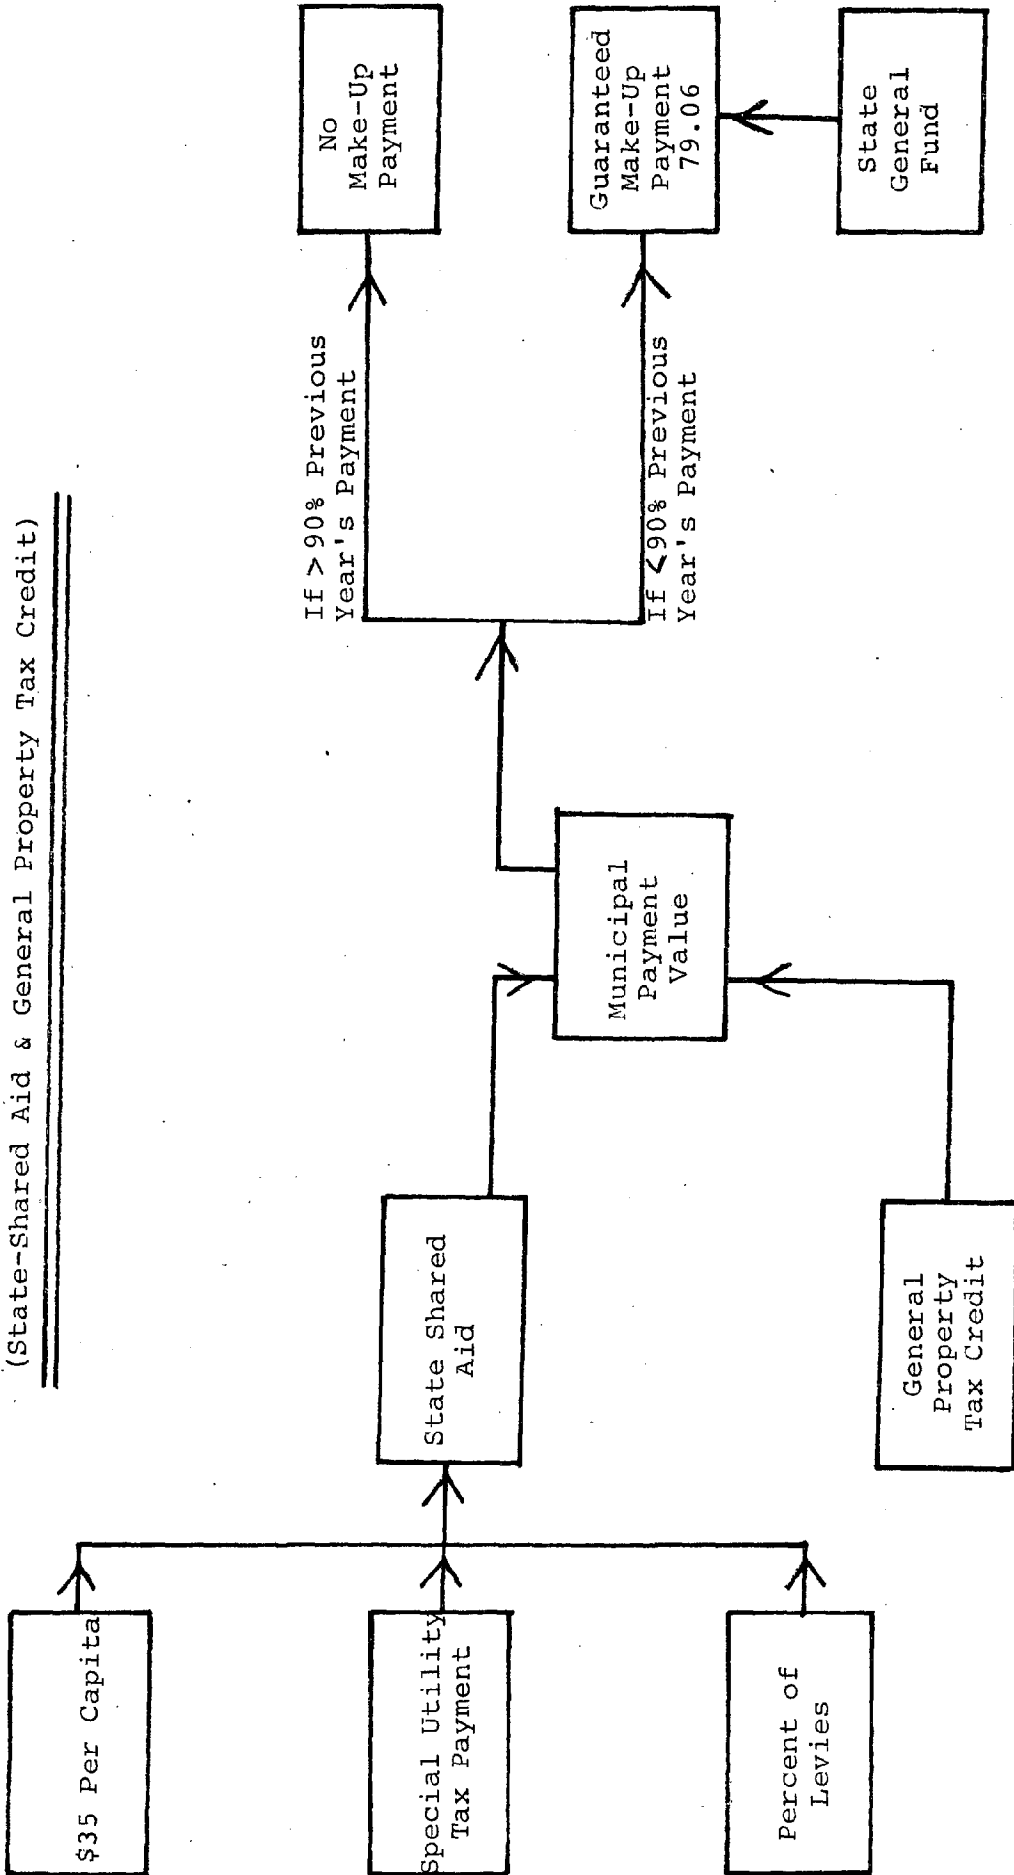 (State-Shared Aid & General Property Tax Credit)
$35 Per Capita
Special Utility
Tax Payment
Percent of
Levies
State Shared
Aid
General
Property
Tax Credit
Municipal
Payment
Value
If > 90% Previous
Year's Payment
If <90% Previous
Year's Payment
No
Make-Up
Payment
Guaranteed
Make-Up
Payment
79.06
State
General
Fund